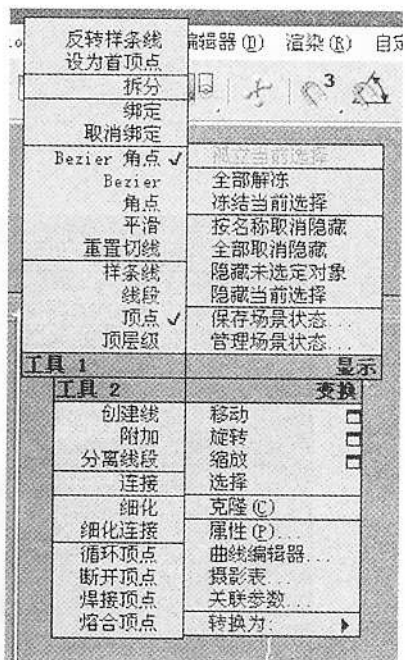 反转样条线
设为首顶点
拆分
绑定
取消绑定
Bezier 角点 ✓
Bezier
角点
平滑
重置切线
样条线
线段
顶点 ✓
顶层级
工具 1
编辑器(D) 渲染(R) 自定
3
孤立当前选择
全部解冻
冻结当前选择
按名称取消隐藏
全部取消隐藏
隐藏未选定对象
隐藏当前选择
保存场景状态...
管理场景状态...
显示
工具 2
创建线
附加
分离线段
连接
细化
细化连接
循环顶点
断开顶点
焊接顶点
熔合顶点
变换
移动
旋转
缩放
选择
克隆(C)
属性(P)...
曲线编辑器...
摄影表...
关联参数...
转换为: